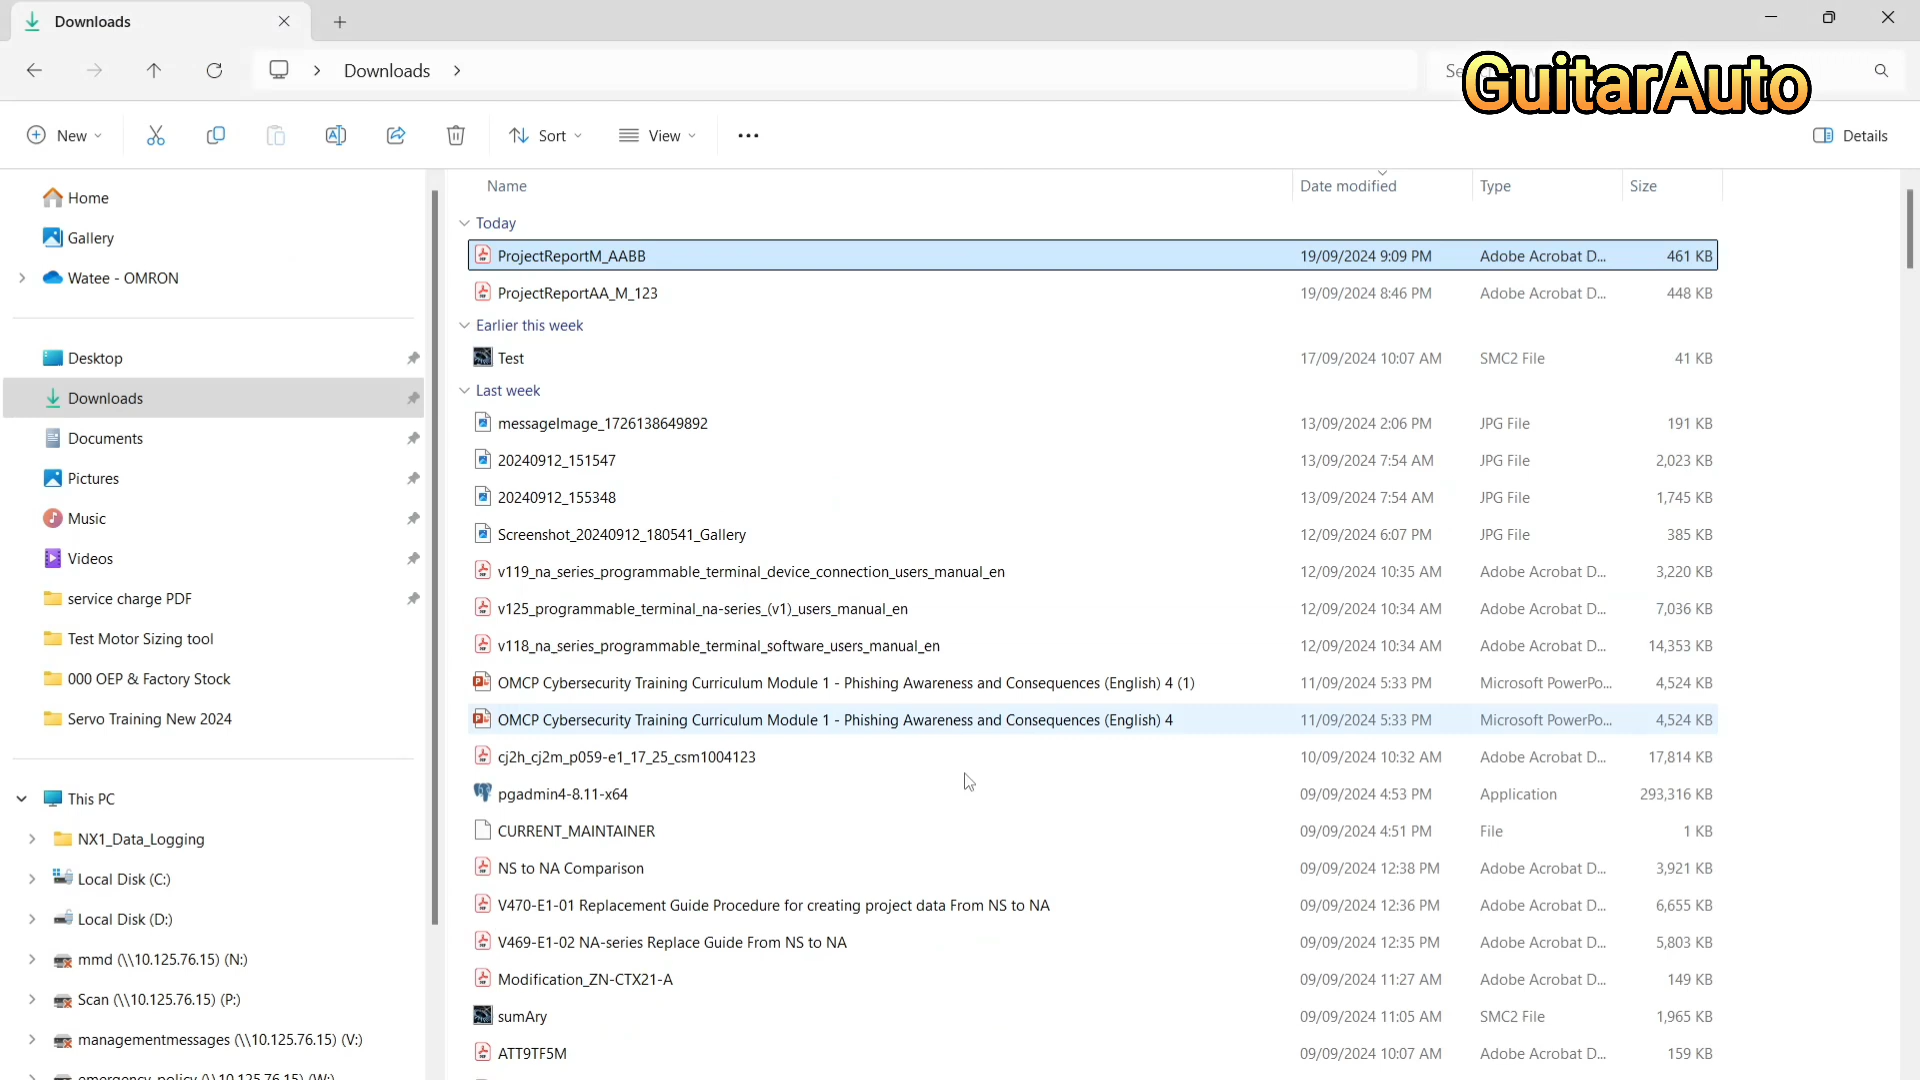 Downloads
Downloads
Se
GuitarAuto
New
Sort
View
Details
Home
Gallery
Watee - OMRON
Desktop
Downloads
Documents
Pictures
Music
Videos
service charge PDF
Test Motor Sizing tool
000 OEP & Factory Stock
Servo Training New 2024
This PC
NX1_Data_Logging
Local Disk (C:)
Local Disk (D:)
mmd (\\10.125.76.15) (N:)
Scan (\\10.125.76.15) (P:)
managementmessages (\\10.125.76.15) (V:)
emergency policy (\\10.125.76.15) (W:)
Name Date modified Type Size
Today
ProjectReportM_AABB 19/09/2024 9:09 PM Adobe Acrobat D... 461 KB
ProjectReportAA_M_123 19/09/2024 8:46 PM Adobe Acrobat D... 448 KB
Earlier this week
Test 17/09/2024 10:07 AM SMC2 File 41 KB
Last week
messageImage_1726138649892 13/09/2024 2:06 PM JPG File 191 KB
20240912_151547 13/09/2024 7:54 AM JPG File 2,023 KB
20240912_155348 13/09/2024 7:54 AM JPG File 1,745 KB
Screenshot_20240912_180541_Gallery 12/09/2024 6:07 PM JPG File 385 KB
v119_na_series_programmable_terminal_device_connection_users_manual_en 12/09/2024 10:35 AM Adobe Acrobat D... 3,220 KB
v125_programmable_terminal_na-series_(v1)_users_manual_en 12/09/2024 10:34 AM Adobe Acrobat D... 7,036 KB
v118_na_series_programmable_terminal_software_users_manual_en 12/09/2024 10:34 AM Adobe Acrobat D... 14,353 KB
OMCP Cybersecurity Training Curriculum Module 1 - Phishing Awareness and Consequences (English) 4 (1) 11/09/2024 5:33 PM Microsoft PowerPo... 4,524 KB
OMCP Cybersecurity Training Curriculum Module 1 - Phishing Awareness and Consequences (English) 4 11/09/2024 5:33 PM Microsoft PowerPo... 4,524 KB
cj2h_cj2m_p059-e1_17_25_csm1004123 10/09/2024 10:32 AM Adobe Acrobat D... 17,814 KB
pgadmin4-8.11-x64 09/09/2024 4:53 PM Application 293,316 KB
CURRENT_MAINTAINER 09/09/2024 4:51 PM File 1 KB
NS to NA Comparison 09/09/2024 12:38 PM Adobe Acrobat D... 3,921 KB
V470-E1-01 Replacement Guide Procedure for creating project data From NS to NA 09/09/2024 12:36 PM Adobe Acrobat D... 6,655 KB
V469-E1-02 NA-series Replace Guide From NS to NA 09/09/2024 12:35 PM Adobe Acrobat D... 5,803 KB
Modification_ZN-CTX21-A 09/09/2024 11:27 AM Adobe Acrobat D... 149 KB
sumAry 09/09/2024 11:05 AM SMC2 File 1,965 KB
ATT9TF5M 09/09/2024 10:07 AM Adobe Acrobat D... 159 KB